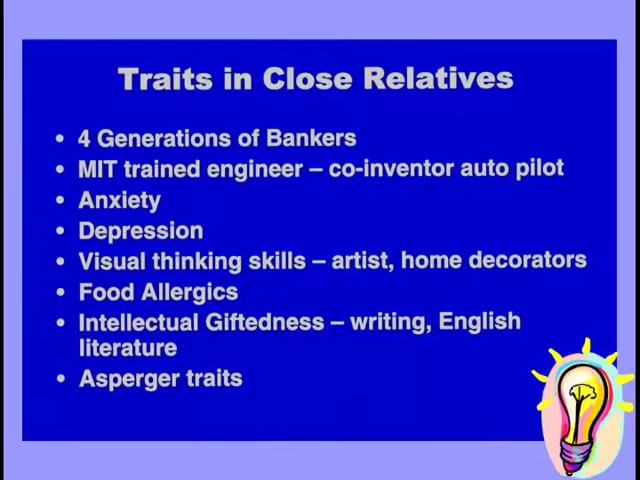 Traits in Close Relatives
• 4 Generations of Bankers
• MIT trained engineer – co-inventor auto pilot
• Anxiety
• Depression
• Visual thinking skills – artist, home decorators
• Food Allergics
• Intellectual Giftedness – writing, English
literature
• Asperger traits